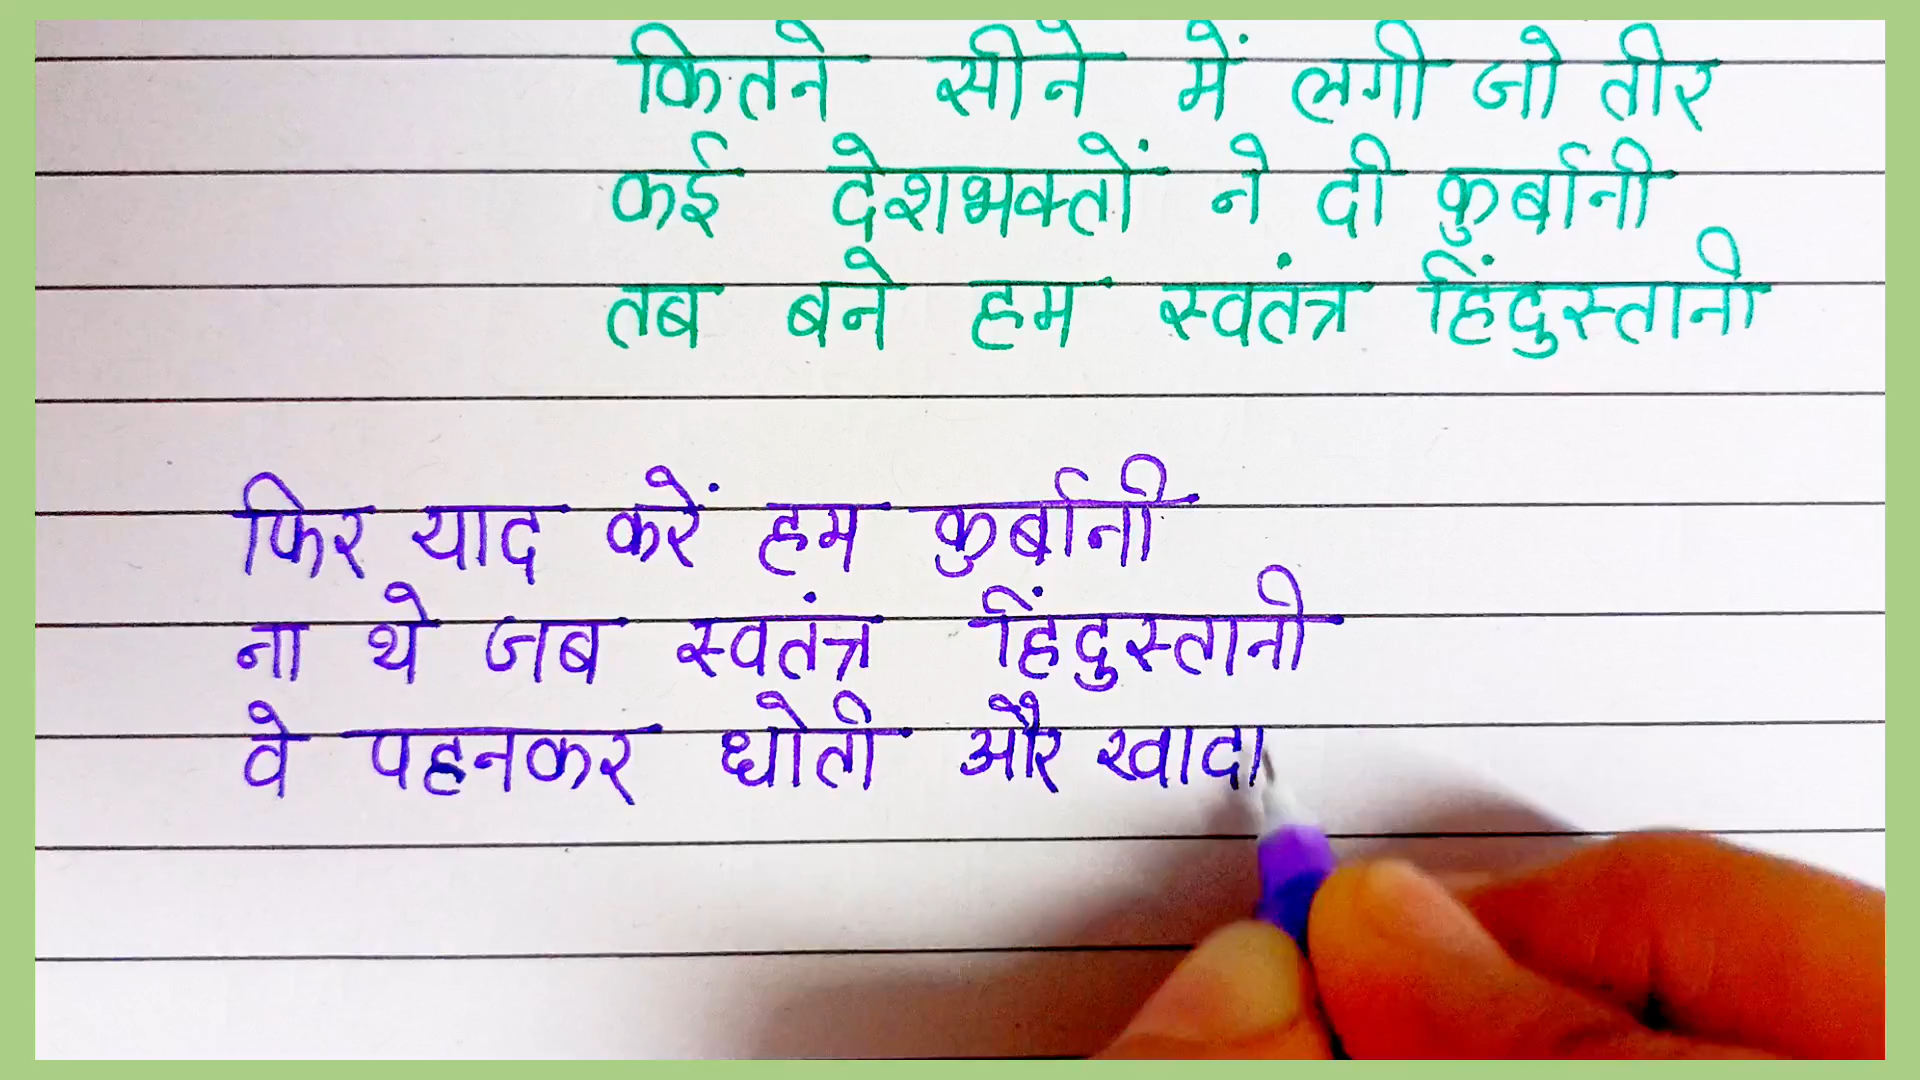 कितने सीने में लगी जो तीर
कई देशभक्तों ने दी कुर्बानी
तब बने हम स्वतंत्र हिंदुस्तानी
फिर याद करें हम कुर्बानी
ना थे जब स्वतंत्र हिंदुस्तानी
वे पहनकर धोती और खादा